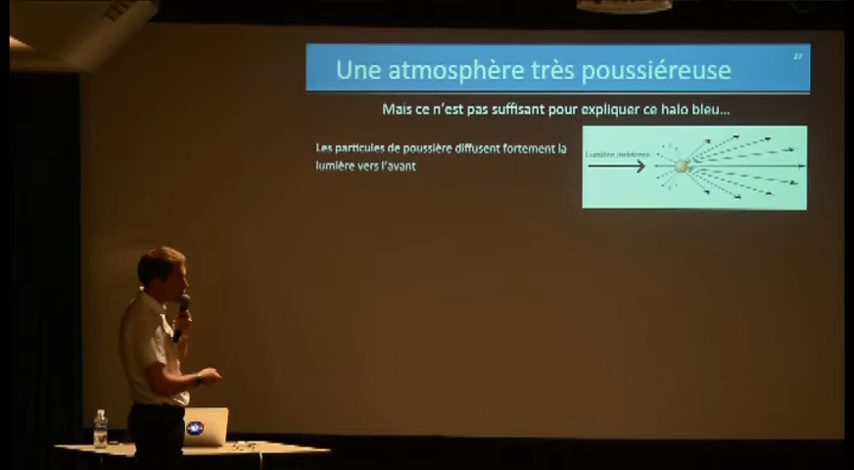 27
Une atmosphère très poussiéreuse
Mais ce n'est pas suffisant pour expliquer ce halo bleu...
Les particules de poussière diffusent fortement la
lumière vers l'avant
Lumière incidente